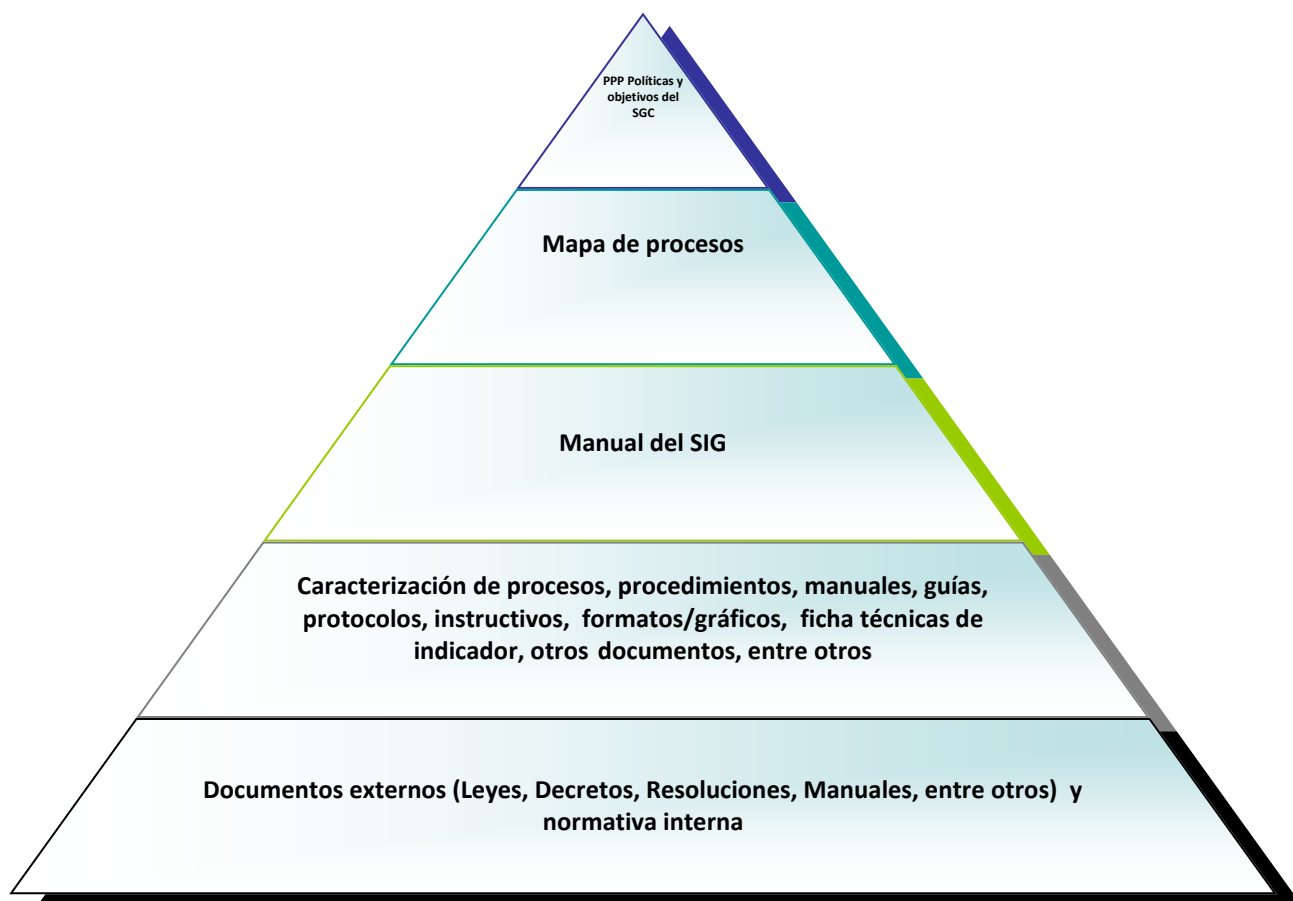 PPP Políticas y
objetivos del
SGC
Mapa de procesos
Manual del SIG
Caracterización de procesos, procedimientos, manuales, guías,
protocolos, instructivos, formatos/gráficos, ficha técnicas de
indicador, otros documentos, entre otros
Documentos externos (Leyes, Decretos, Resoluciones, Manuales, entre otros) y
normativa interna